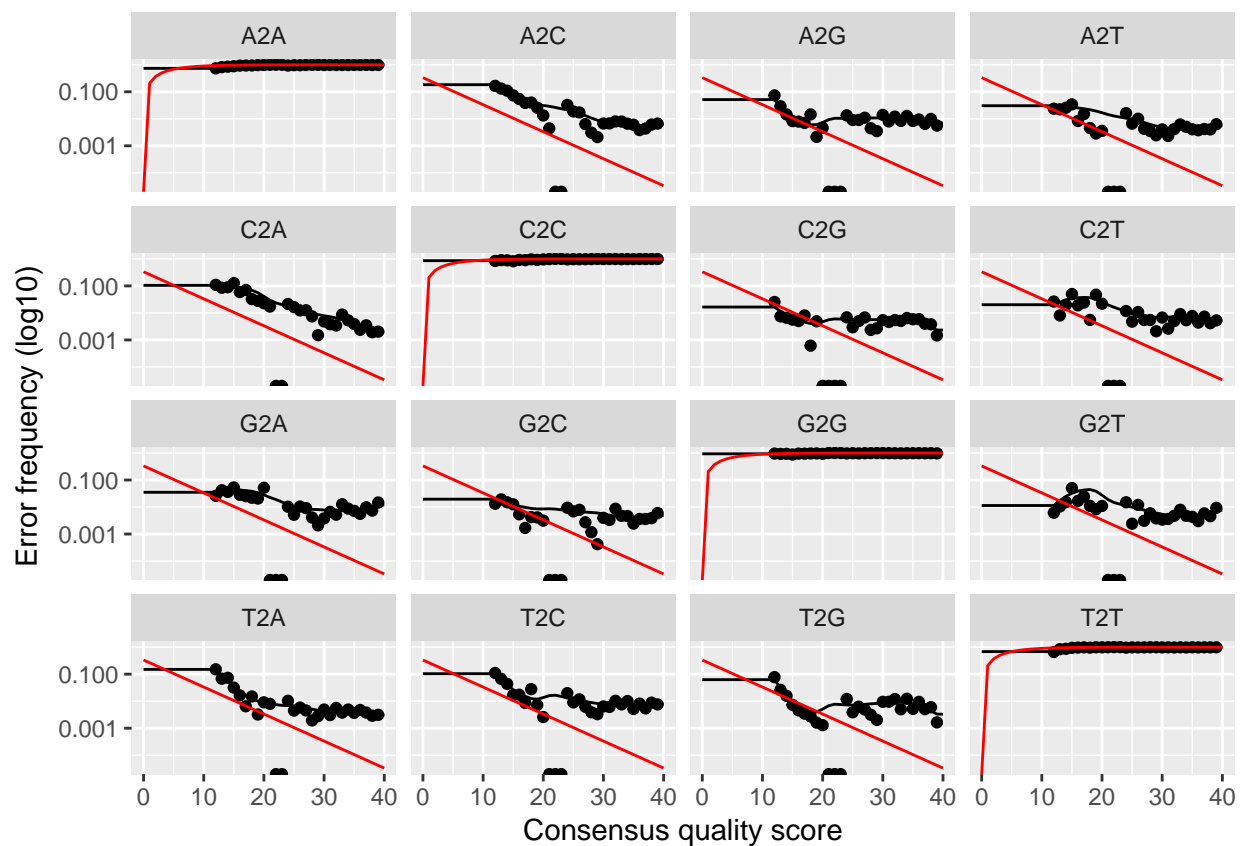 A2A A2C A2G A2T
0.100
0.001
C2A C2C C2G C2T
0.100
0.001
G2A G2C G2G G2T
0.100
0.001
T2A T2C T2G T2T
0.100
0.001
0 10 20 30 40 0 10 20 30 40 0 10 20 30 40 0 10 20 30 40
Consensus quality score
Error frequency (log10)